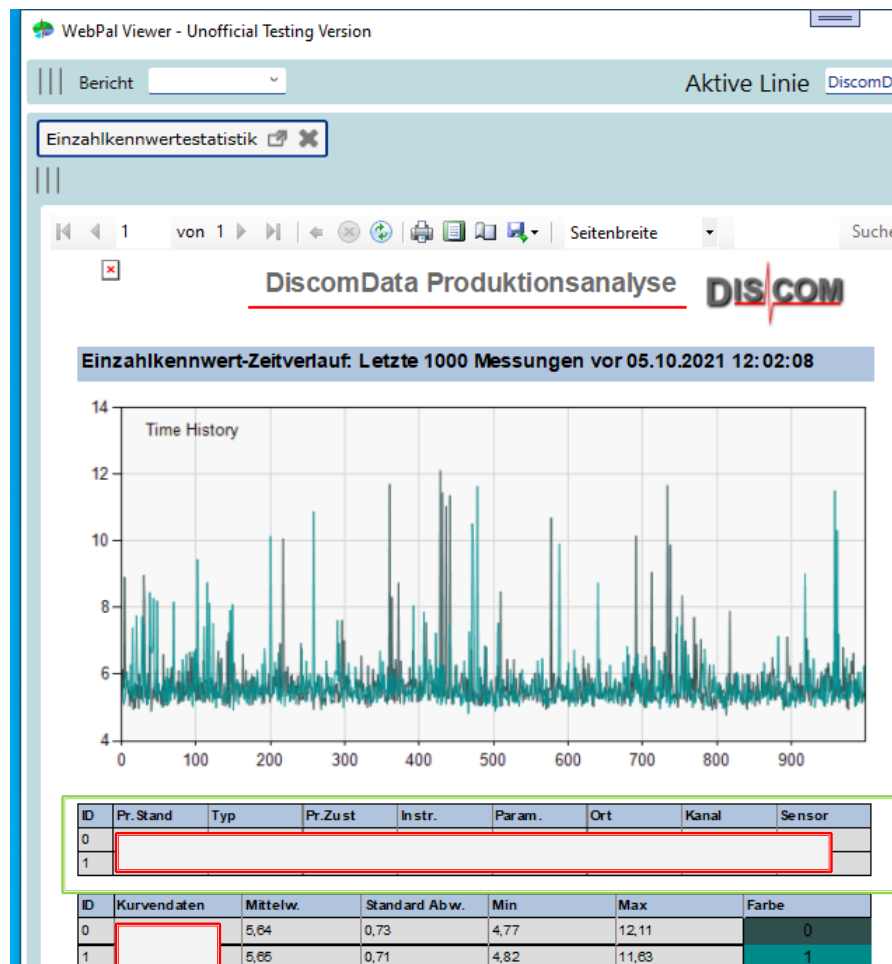 WebPal Viewer - Unofficial Testing Version
Bericht Aktive Linie DiscomD
Einzahlkennwertestatistik
1 von 1 Seitenbreite Suche
DiscomData Produktionsanalyse DISCOM
Einzahlkennwert-Zeitverlauf: Letzte 1000 Messungen vor 05.10.2021 12:02:08
14
Time History
12
10
8
6
4
0 100 200 300 400 500 600 700 800 900
ID Pr.Stand Typ Pr.Zust Instr. Param. Ort Kanal Sensor
0
1
ID Kurvendaten Mittelw. Standard Abw. Min Max Farbe
0 5,64 0,73 4,77 12,11 0
1 5,65 0,71 4,82 11,63 1